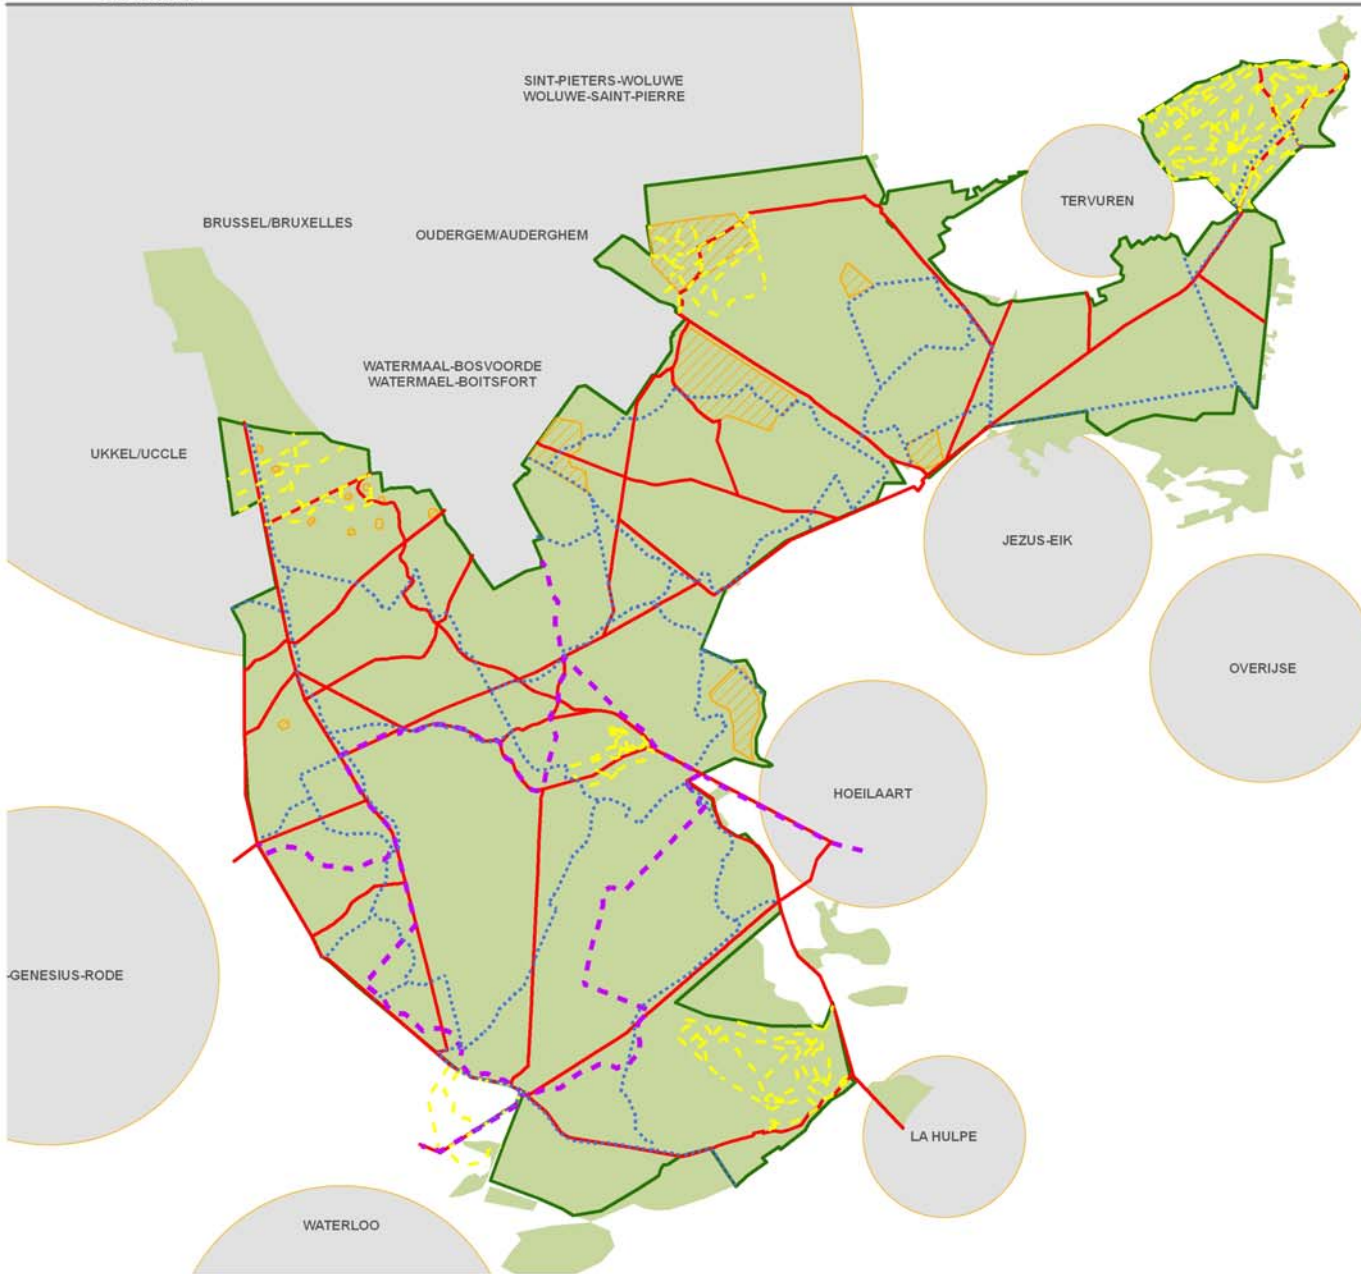 SINT-PIETERS-WOLUWE
WOLUWE-SAINT-PIERRE
TERVUREN
BRUSSEL/BRUXELLES
OUDERGEM/AUDERGHEM
WATERMAAL-BOSVOORDE
WATERMAEL-BOITSFORT
UKKEL/UCCLE
JEZUS-EIK
OVERIJSE
HOEILAART
-GENESIUS-RODE
LA HULPE
WATERLOO